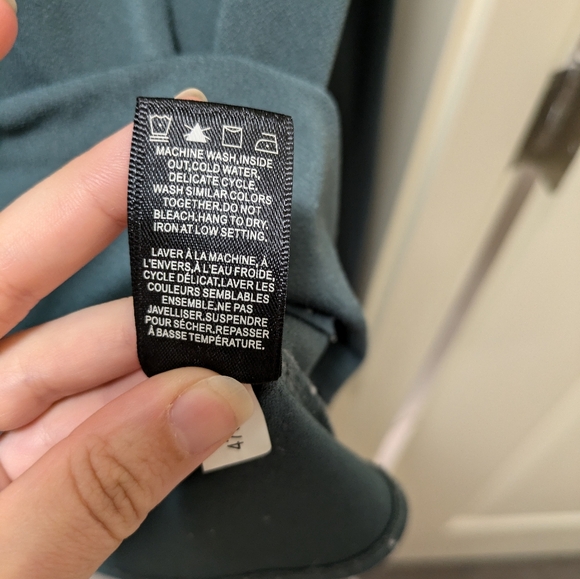 MACHINE WASH,INSIDE
OUT,COLD WATER,
DELICATE CYCLE.
WASH SIMILAR COLORS
TOGETHER.DO NOT
BLEACH.HANG TO DRY.
IRON AT LOW SETTING.
LAVER À LA MACHINE, À
L'ENVERS,À L'EAU FROIDE,
CYCLE DÉLICAT.LAVER LES
COULEURS SEMBLABLES
ENSEMBLE.NE PAS
JAVELLISER.SUSPENDRE
POUR SÉCHER.REPASSER
À BASSE TEMPÉRATURE.